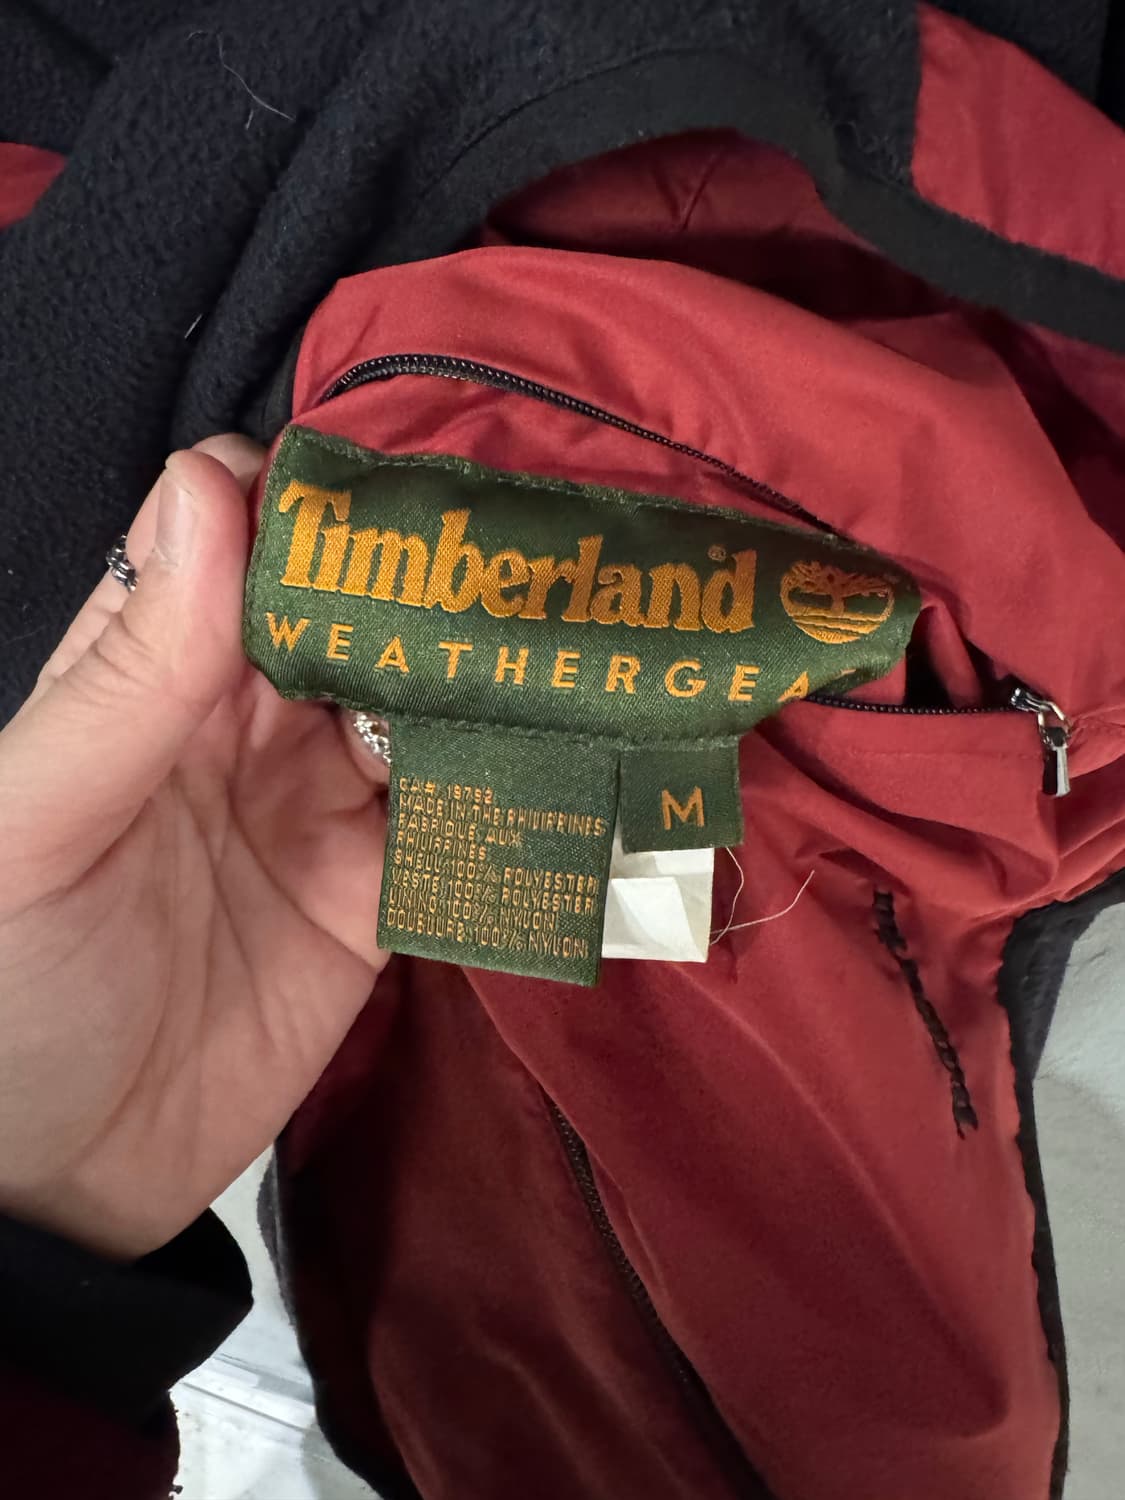 Timberland®
WEATHERGEA
CA# 19752
MADE IN THE PHILIPPINES
FABRIQUE AUX
PHILIPPINES
SHELL: 100% POLYESTER
VESTE: 100% POLYESTER
LINING: 100% NYLON
DOUBLURE: 100% NYLON
M